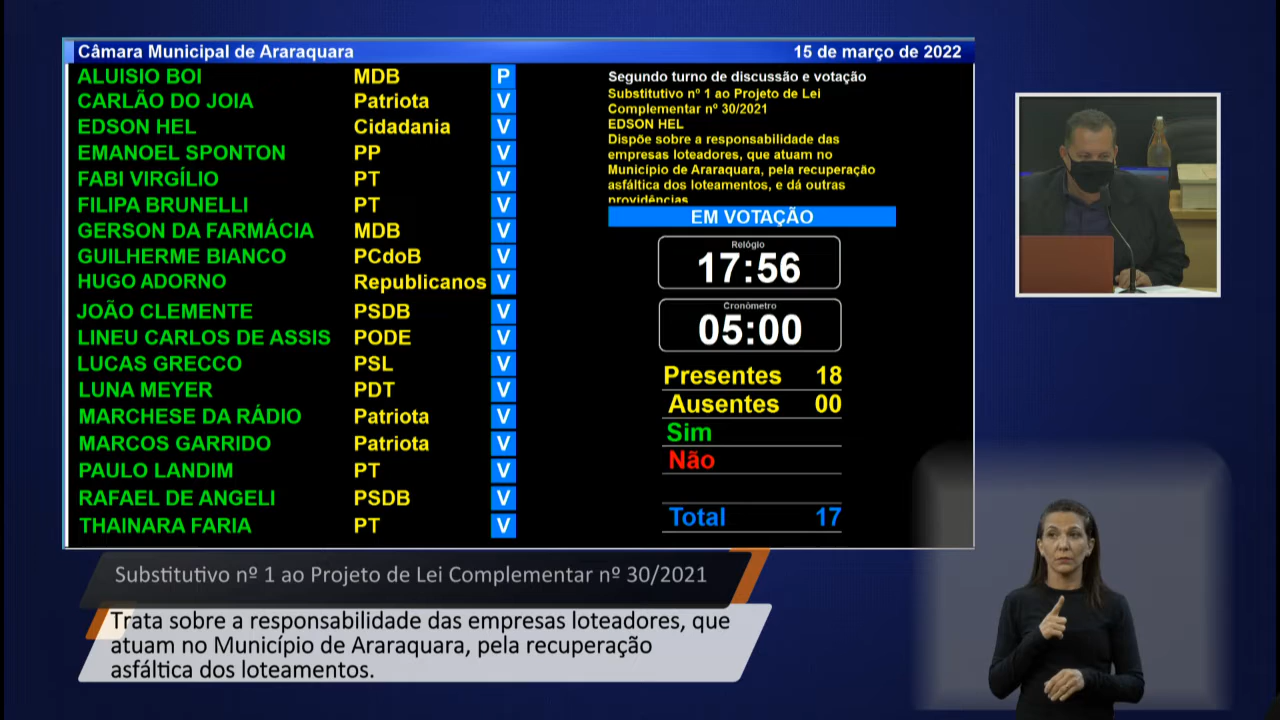 Câmara Municipal de Araraquara 15 de março de 2022
ALUISIO BOI MDB P
CARLÃO DO JOIA Patriota V
EDSON HEL Cidadania V
EMANOEL SPONTON PP V
FABI VIRGÍLIO PT V
FILIPA BRUNELLI PT V
GERSON DA FARMÁCIA MDB V
GUILHERME BIANCO PCdoB V
HUGO ADORNO Republicanos V
JOÃO CLEMENTE PSDB V
LINEU CARLOS DE ASSIS PODE V
LUCAS GRECCO PSL V
LUNA MEYER PDT V
MARCHESE DA RÁDIO Patriota V
MARCOS GARRIDO Patriota V
PAULO LANDIM PT V
RAFAEL DE ANGELI PSDB V
THAINARA FARIA PT V
Segundo turno de discussão e votação
Substitutivo nº 1 ao Projeto de Lei
Complementar nº 30/2021
EDSON HEL
Dispõe sobre a responsabilidade das
empresas loteadores, que atuam no
Município de Araraquara, pela recuperação
asfáltica dos loteamentos, e dá outras
providências
EM VOTAÇÃO
Relógio
17:56
Cronômetro
05:00
Presentes 18
Ausentes 00
Sim
Não
Total 17
Substitutivo nº 1 ao Projeto de Lei Complementar nº 30/2021
Trata sobre a responsabilidade das empresas loteadores, que
atuam no Município de Araraquara, pela recuperação
asfáltica dos loteamentos.